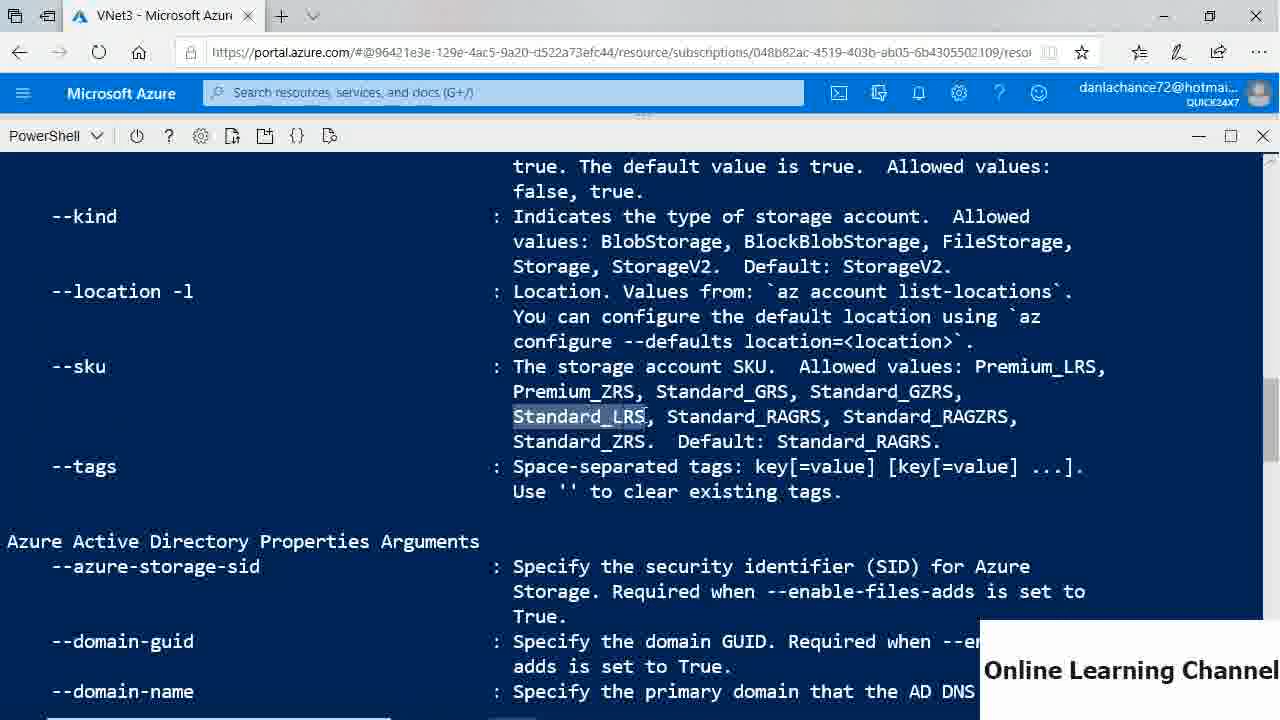 VNet3 - Microsoft Azure
https://portal.azure.com/#@96421e3e-129e-4ac5-9a20-d522a73efc44/resource/subscriptions/048b82ac-4519-403b-ab05-6b4305502109/resou
Microsoft Azure
Search resources, services, and docs (G+/)
danlachance72@hotmai...
QUICK24X7
PowerShell
true. The default value is true.  Allowed values:
false, true.
--kind : Indicates the type of storage account.  Allowed
values: BlobStorage, BlockBlobStorage, FileStorage,
Storage, StorageV2.  Default: StorageV2.
--location -l : Location. Values from: `az account list-locations`.
You can configure the default location using `az
configure --defaults location=<location>`.
--sku : The storage account SKU.  Allowed values: Premium_LRS,
Premium_ZRS, Standard_GRS, Standard_GZRS,
Standard_LRS, Standard_RAGRS, Standard_RAGZRS,
Standard_ZRS.  Default: Standard_RAGRS.
--tags : Space-separated tags: key[=value] [key[=value] ...].
Use '' to clear existing tags.
Azure Active Directory Properties Arguments
--azure-storage-sid : Specify the security identifier (SID) for Azure
Storage. Required when --enable-files-adds is set to
True.
--domain-guid : Specify the domain GUID. Required when --en
adds is set to True.
--domain-name : Specify the primary domain that the AD DNS
Online Learning Channel